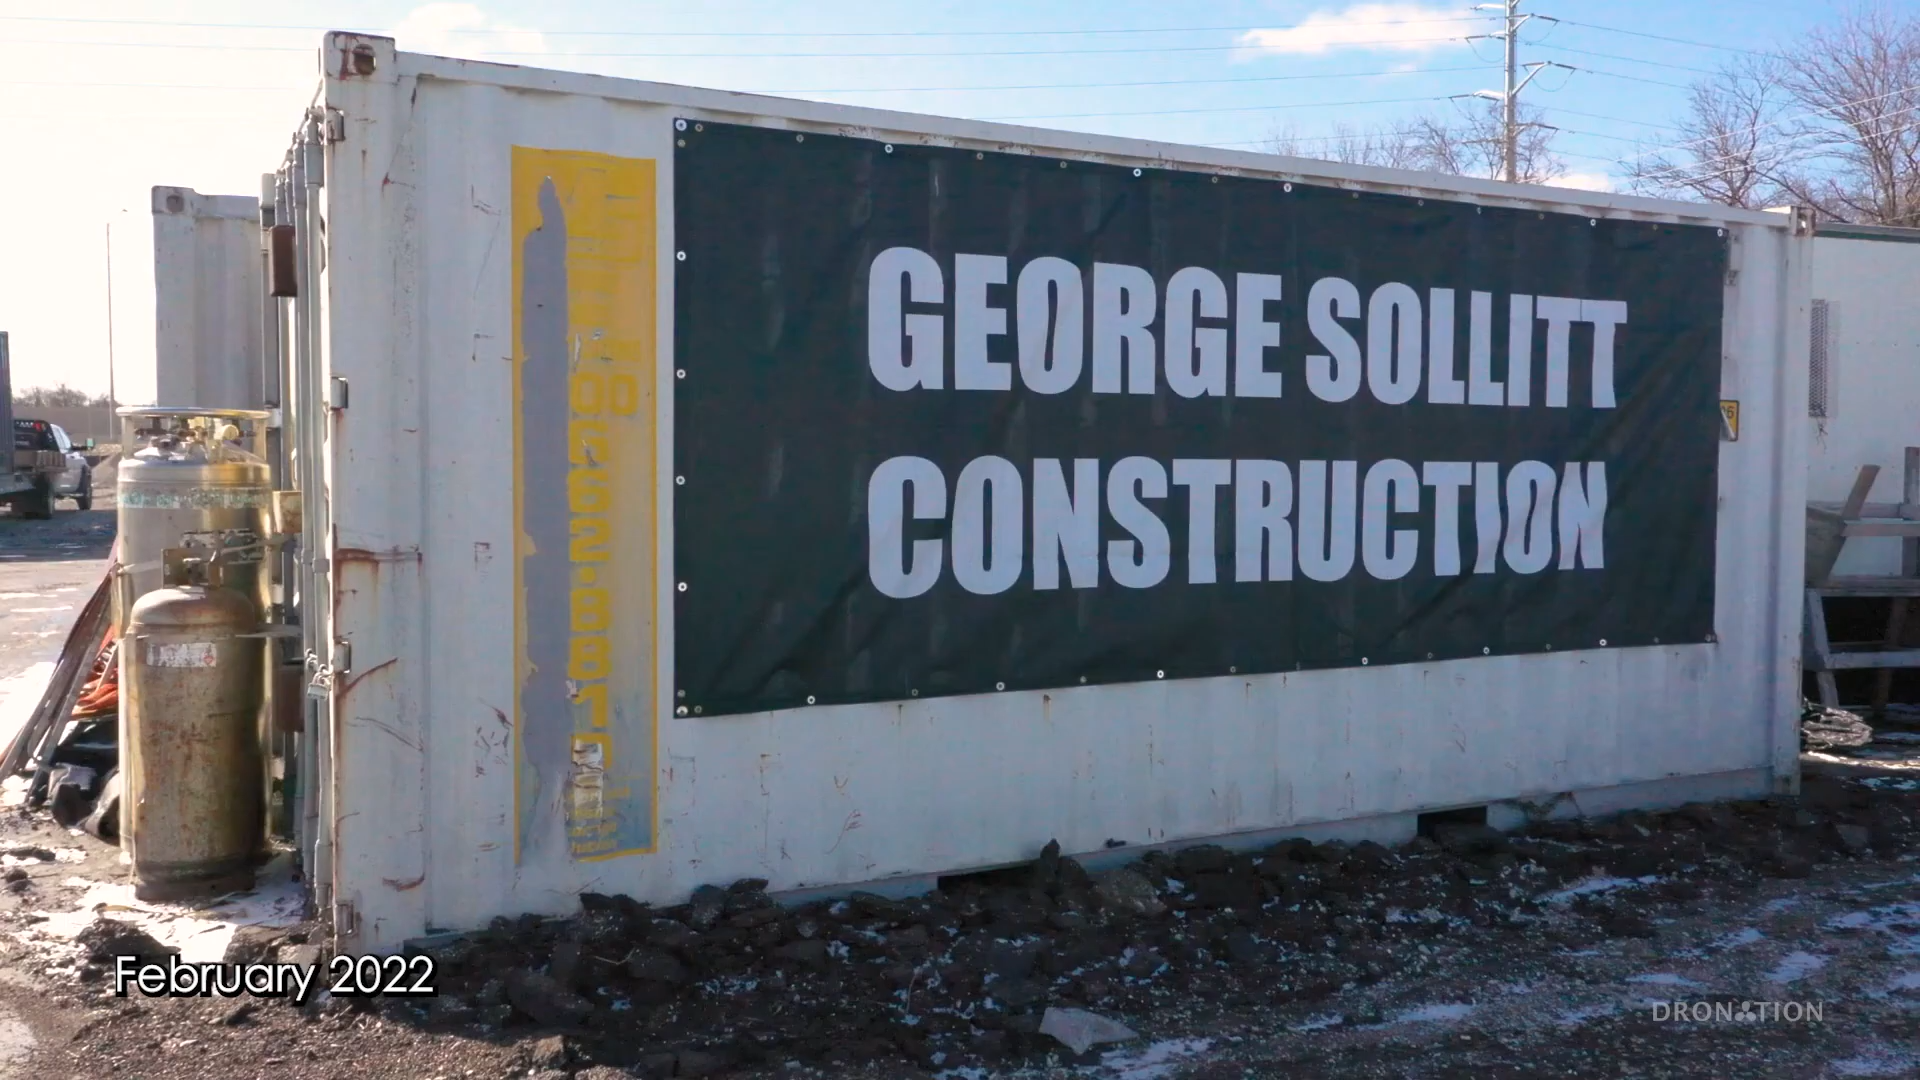 GEORGE SOLLITT
CONSTRUCTION
February 2022
DRONATION